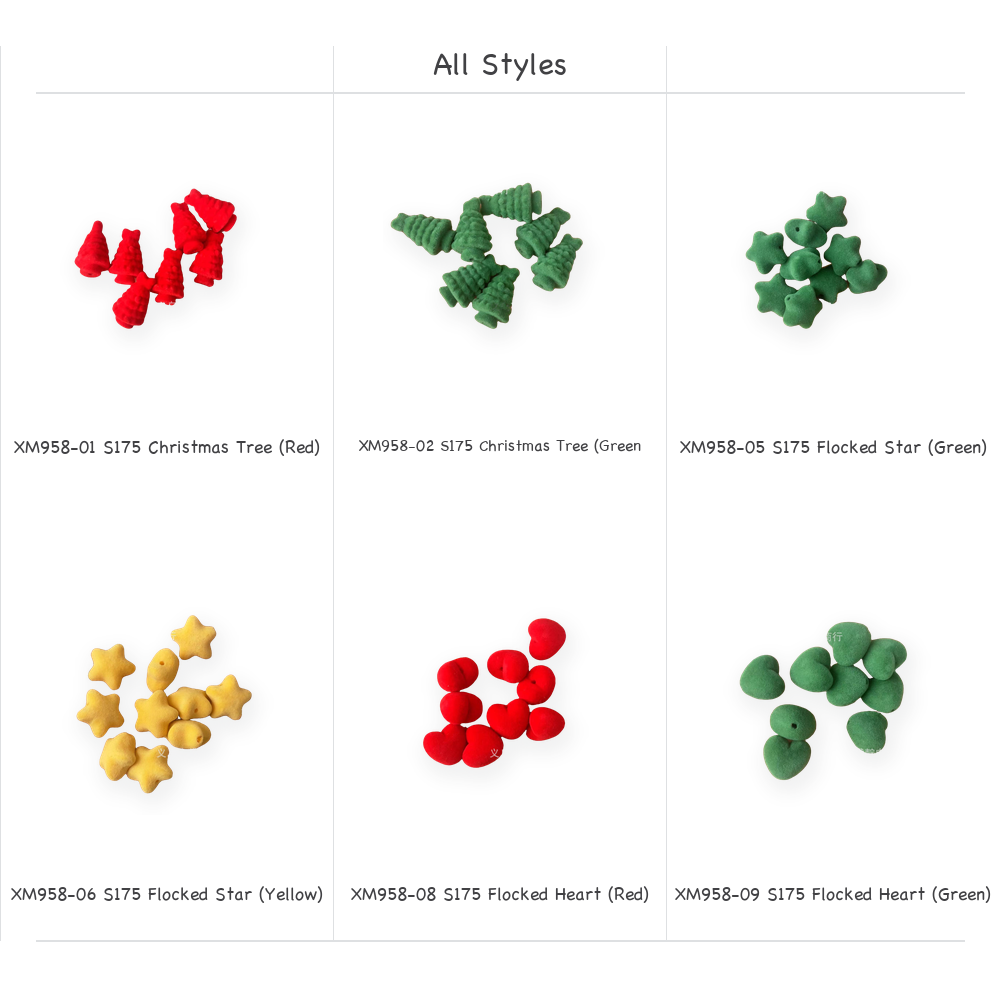 All Styles
XM958-01 S175 Christmas Tree (Red)
XM958-02 S175 Christmas Tree (Green
XM958-05 S175 Flocked Star (Green)
XM958-06 S175 Flocked Star (Yellow)
XM958-08 S175 Flocked Heart (Red)
XM958-09 S175 Flocked Heart (Green)